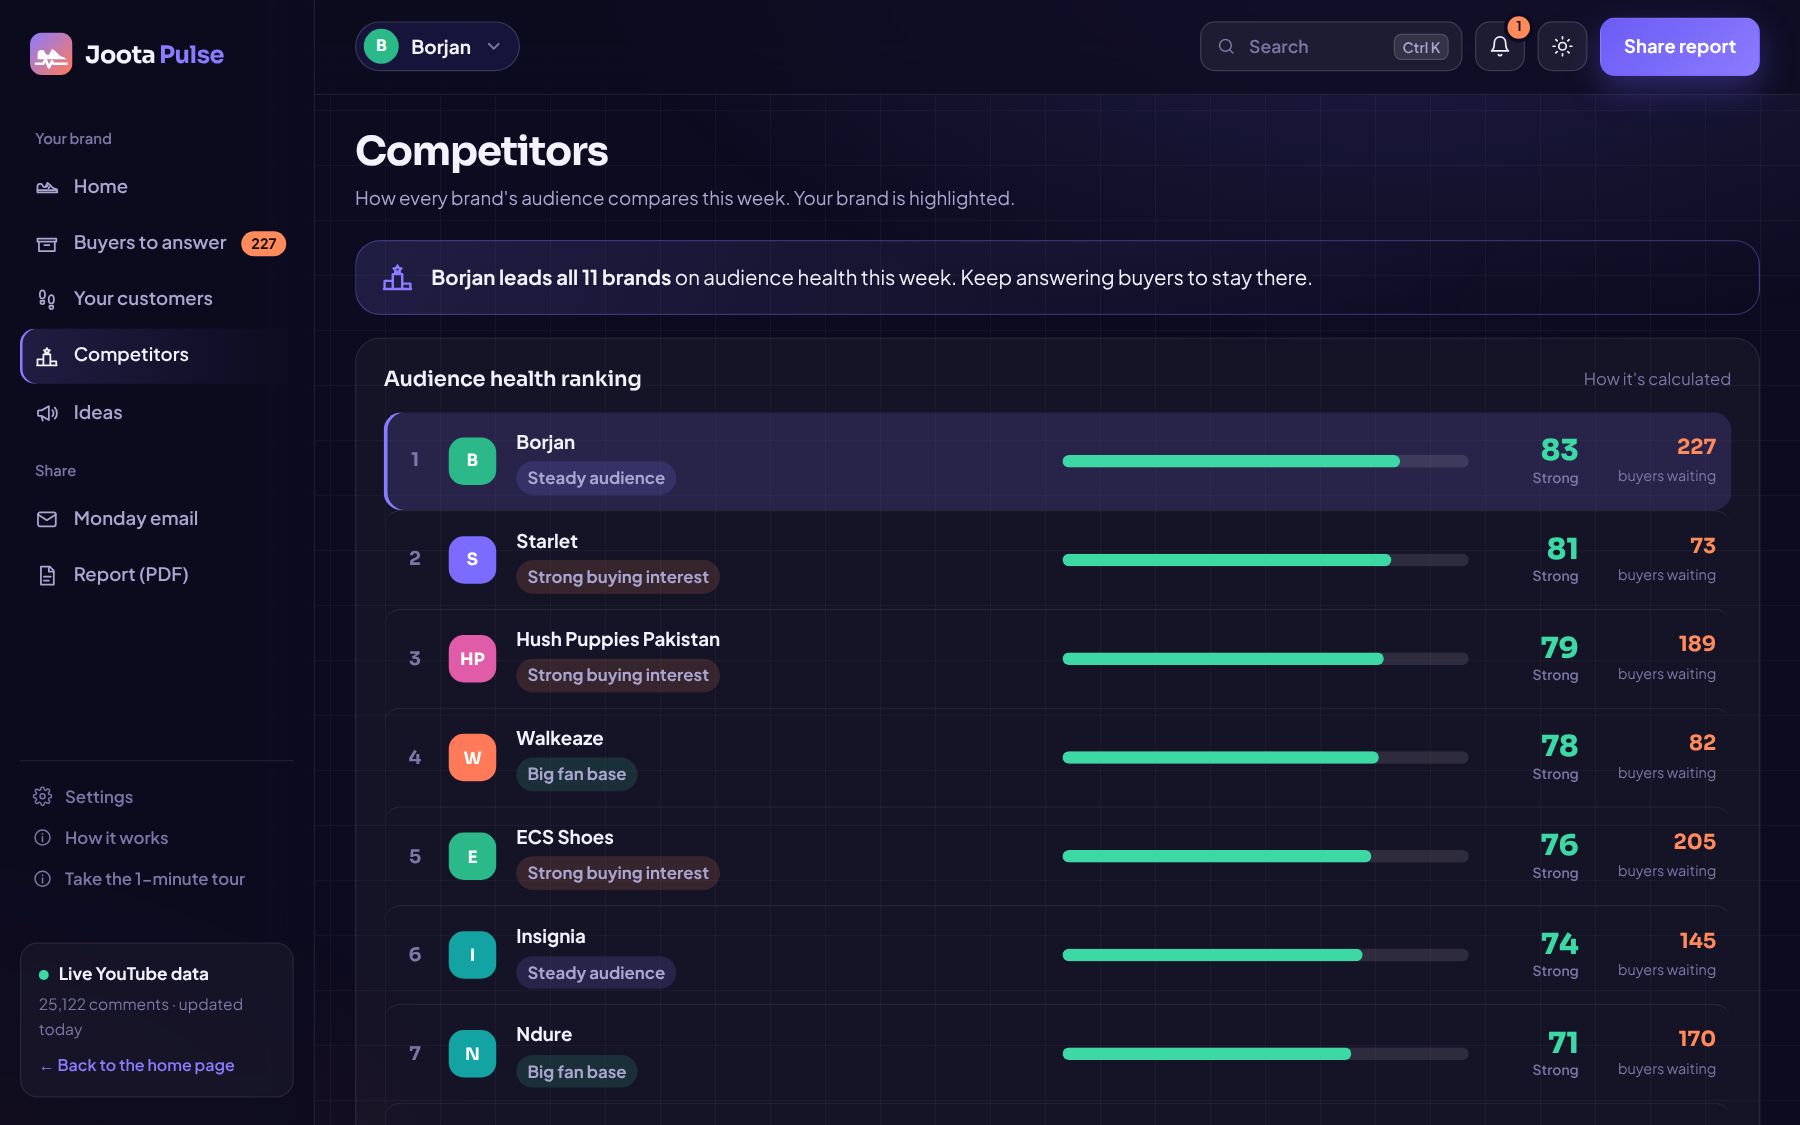 Joota Pulse
Borjan
Search
Ctrl K
1
Share report
Your brand
Home
Buyers to answer 227
Your customers
Competitors
Ideas
Share
Monday email
Report (PDF)
Settings
How it works
Take the 1–minute tour
Live YouTube data
25,122 comments · updated
today
← Back to the home page
Competitors
How every brand's audience compares this week. Your brand is highlighted.
Borjan leads all 11 brands on audience health this week. Keep answering buyers to stay there.
Audience health ranking
How it's calculated
1 B Borjan 83 227
Steady audience Strong buyers waiting
2 S Starlet 81 73
Strong buying interest Strong buyers waiting
3 HP Hush Puppies Pakistan 79 189
Strong buying interest Strong buyers waiting
4 W Walkeaze 78 82
Big fan base Strong buyers waiting
5 E ECS Shoes 76 205
Strong buying interest Strong buyers waiting
6 I Insignia 74 145
Steady audience Strong buyers waiting
7 N Ndure 71 170
Big fan base Strong buyers waiting